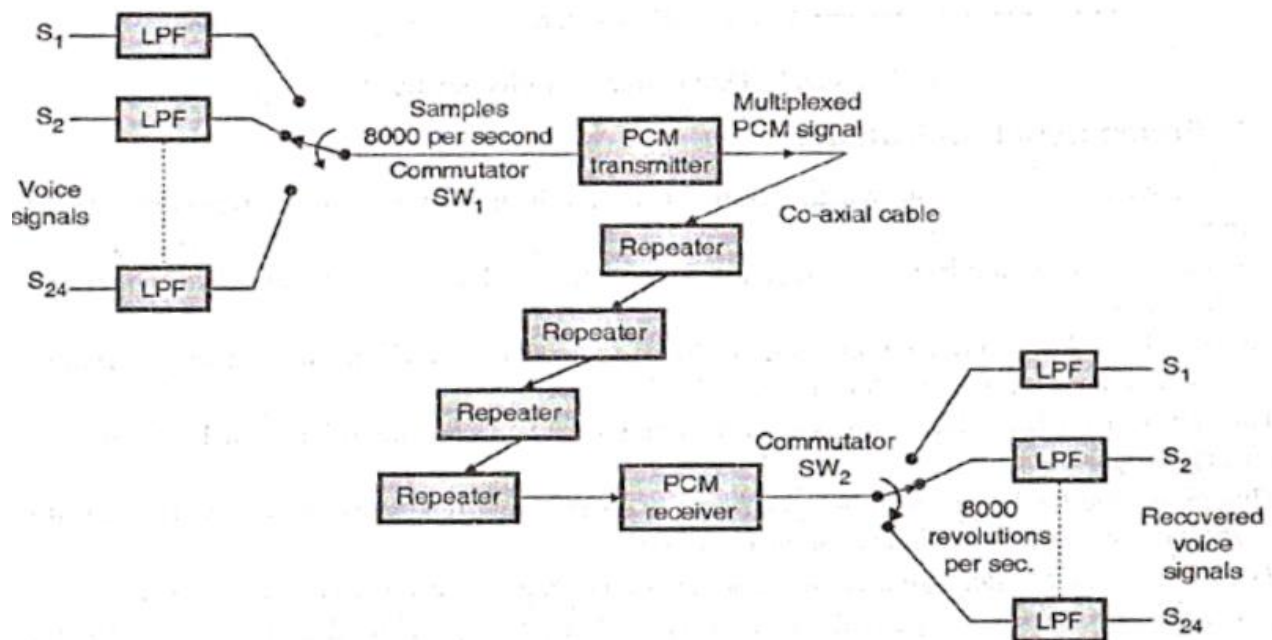 S1
LPF
S2
LPF
Voice
signals
S24
LPF
Samples
8000 per second
Commutator
SW1
PCM
transmitter
Multiplexed
PCM signal
Co-axial cable
Repeater
Repeater
Repeater
Repeater
PCM
receiver
Commutator
SW2
8000
revolutions
per sec.
LPF
S1
LPF
S2
Recovered
voice
signals
LPF
S24